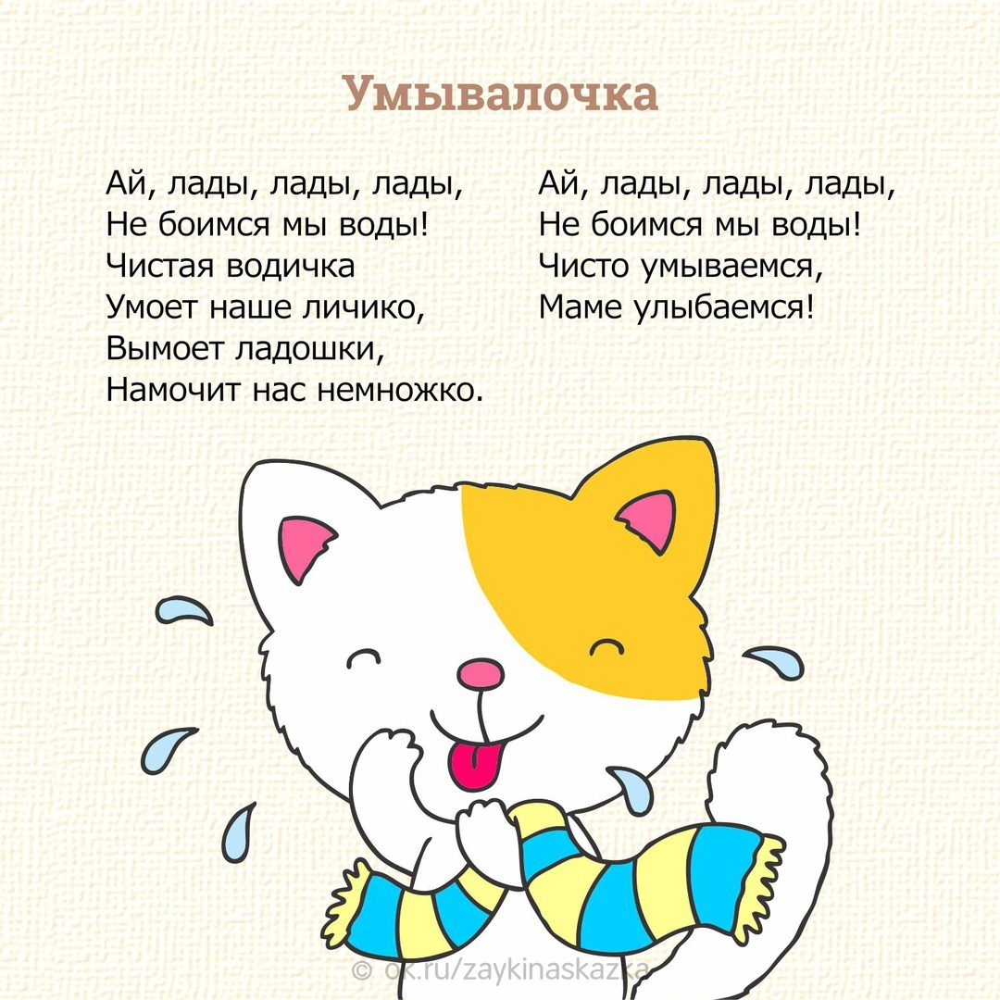 Умывалочка
Ай, лады, лады, лады,
Не боимся мы воды!
Чистая водичка
Умоет наше личико,
Вымоет ладошки,
Намочит нас немножко.
Ай, лады, лады, лады,
Не боимся мы воды!
Чисто умываемся,
Маме улыбаемся!
© ok.ru/zaykinaskazka